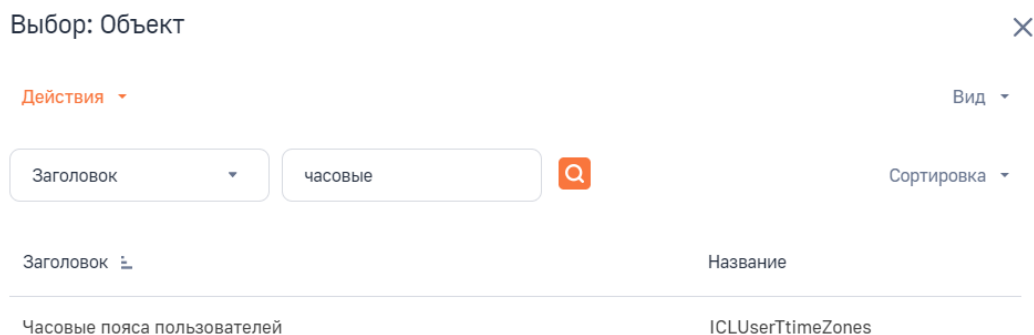 Выбор: Объект
Действия Вид
Заголовок часовые Сортировка
Заголовок Название
Часовые пояса пользователей ICLUserTtimeZones